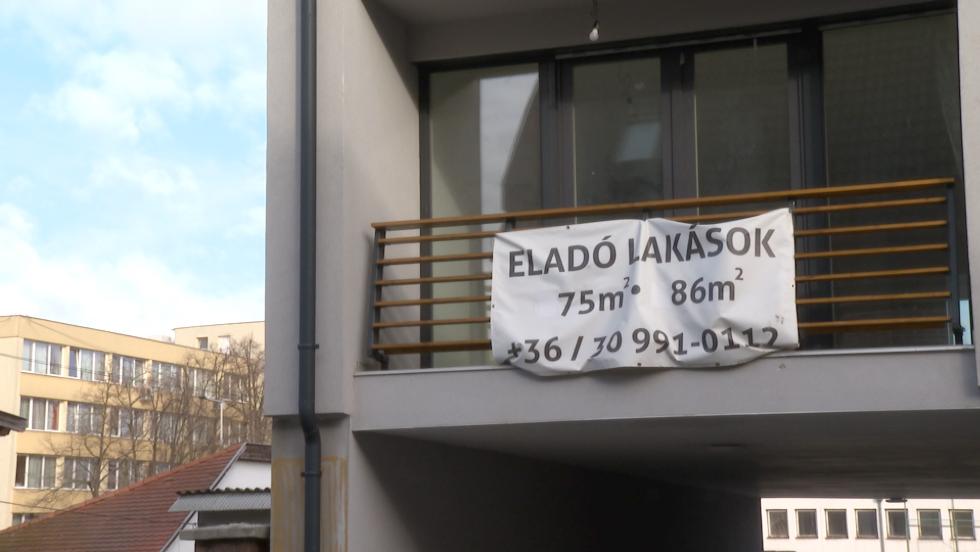 ELADÓ LAKÁSOK
75m² • 86m²
+36 / 30 991-0112